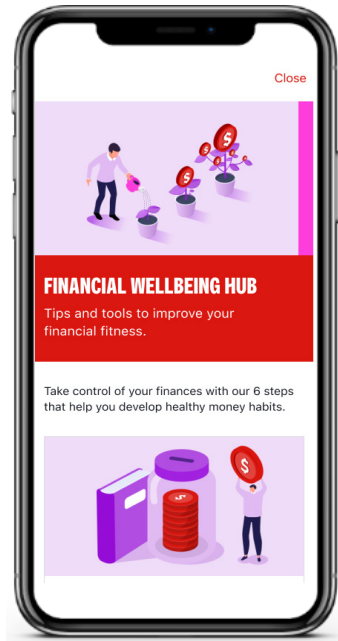 Close
FINANCIAL WELLBEING HUB
Tips and tools to improve your
financial fitness.
Take control of your finances with our 6 steps
that help you develop healthy money habits.